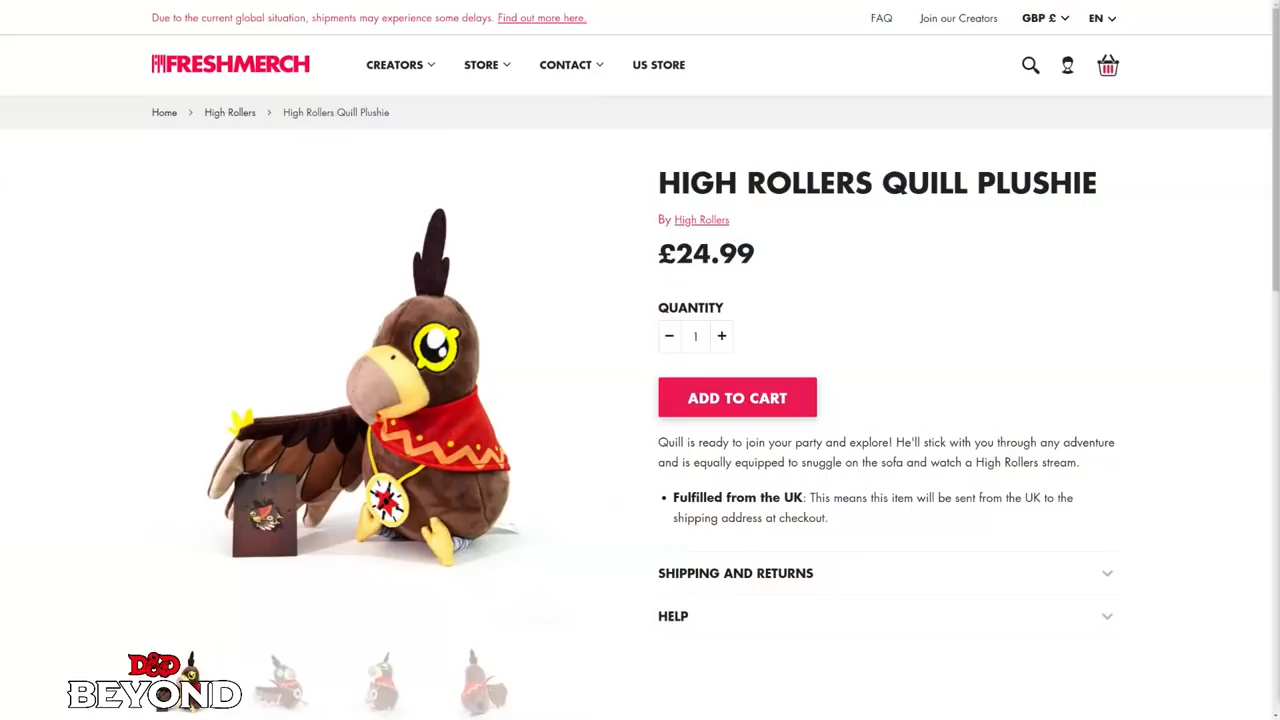 Due to the current global situation, shipments may experience some delays. Find out more here.
FAQ
Join our Creators
GBP £
EN
FRESHMERCH
CREATORS
STORE
CONTACT
US STORE
Home
High Rollers
High Rollers Quill Plushie
HIGH ROLLERS QUILL PLUSHIE
By High Rollers
£24.99
QUANTITY
− 1 +
ADD TO CART
Quill is ready to join your party and explore! He'll stick with you through any adventure
and is equally equipped to snuggle on the sofa and watch a High Rollers stream.
• Fulfilled from the UK: This means this item will be sent from the UK to the
shipping address at checkout.
SHIPPING AND RETURNS
HELP
D&D
BEYOND